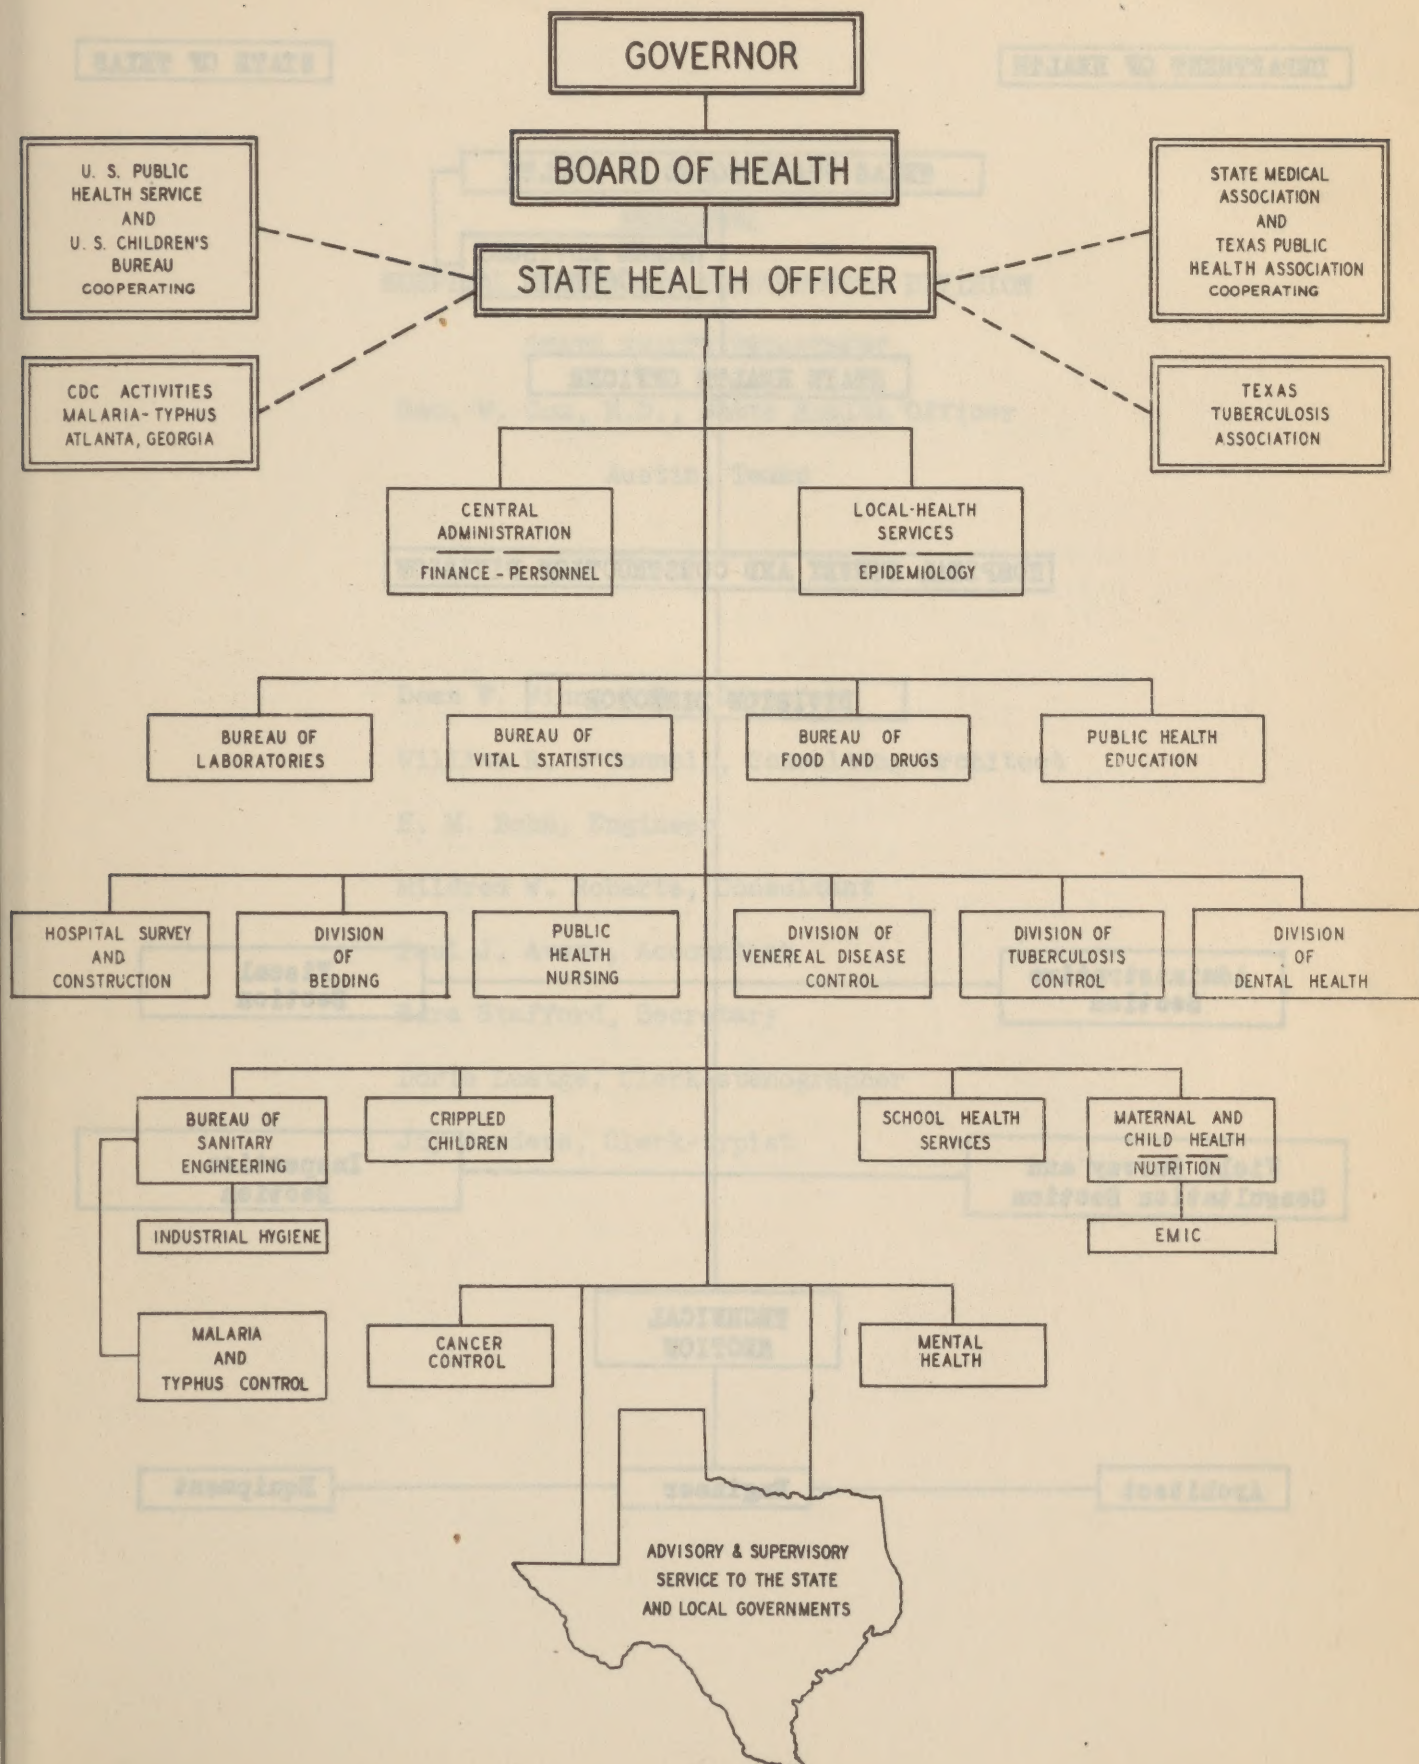 GOVERNOR
BOARD OF HEALTH
U. S. PUBLIC
HEALTH SERVICE
AND
U. S. CHILDREN'S
BUREAU
COOPERATING
STATE HEALTH OFFICER
STATE MEDICAL
ASSOCIATION
AND
TEXAS PUBLIC
HEALTH ASSOCIATION
COOPERATING
CDC ACTIVITIES
MALARIA-TYPHUS
ATLANTA, GEORGIA
TEXAS
TUBERCULOSIS
ASSOCIATION
CENTRAL
ADMINISTRATION
FINANCE - PERSONNEL
LOCAL-HEALTH
SERVICES
EPIDEMIOLOGY
BUREAU OF
LABORATORIES
BUREAU OF
VITAL STATISTICS
BUREAU OF
FOOD AND DRUGS
PUBLIC HEALTH
EDUCATION
HOSPITAL SURVEY
AND
CONSTRUCTION
DIVISION
OF
BEDDING
PUBLIC
HEALTH
NURSING
DIVISION OF
VENEREAL DISEASE
CONTROL
DIVISION OF
TUBERCULOSIS
CONTROL
DIVISION
OF
DENTAL HEALTH
BUREAU OF
SANITARY
ENGINEERING
CRIPPLED
CHILDREN
SCHOOL HEALTH
SERVICES
MATERNAL AND
CHILD HEALTH
NUTRITION
INDUSTRIAL HYGIENE
EMIC
MALARIA
AND
TYPHUS CONTROL
CANCER
CONTROL
MENTAL
HEALTH
ADVISORY & SUPERVISORY
SERVICE TO THE STATE
AND LOCAL GOVERNMENTS